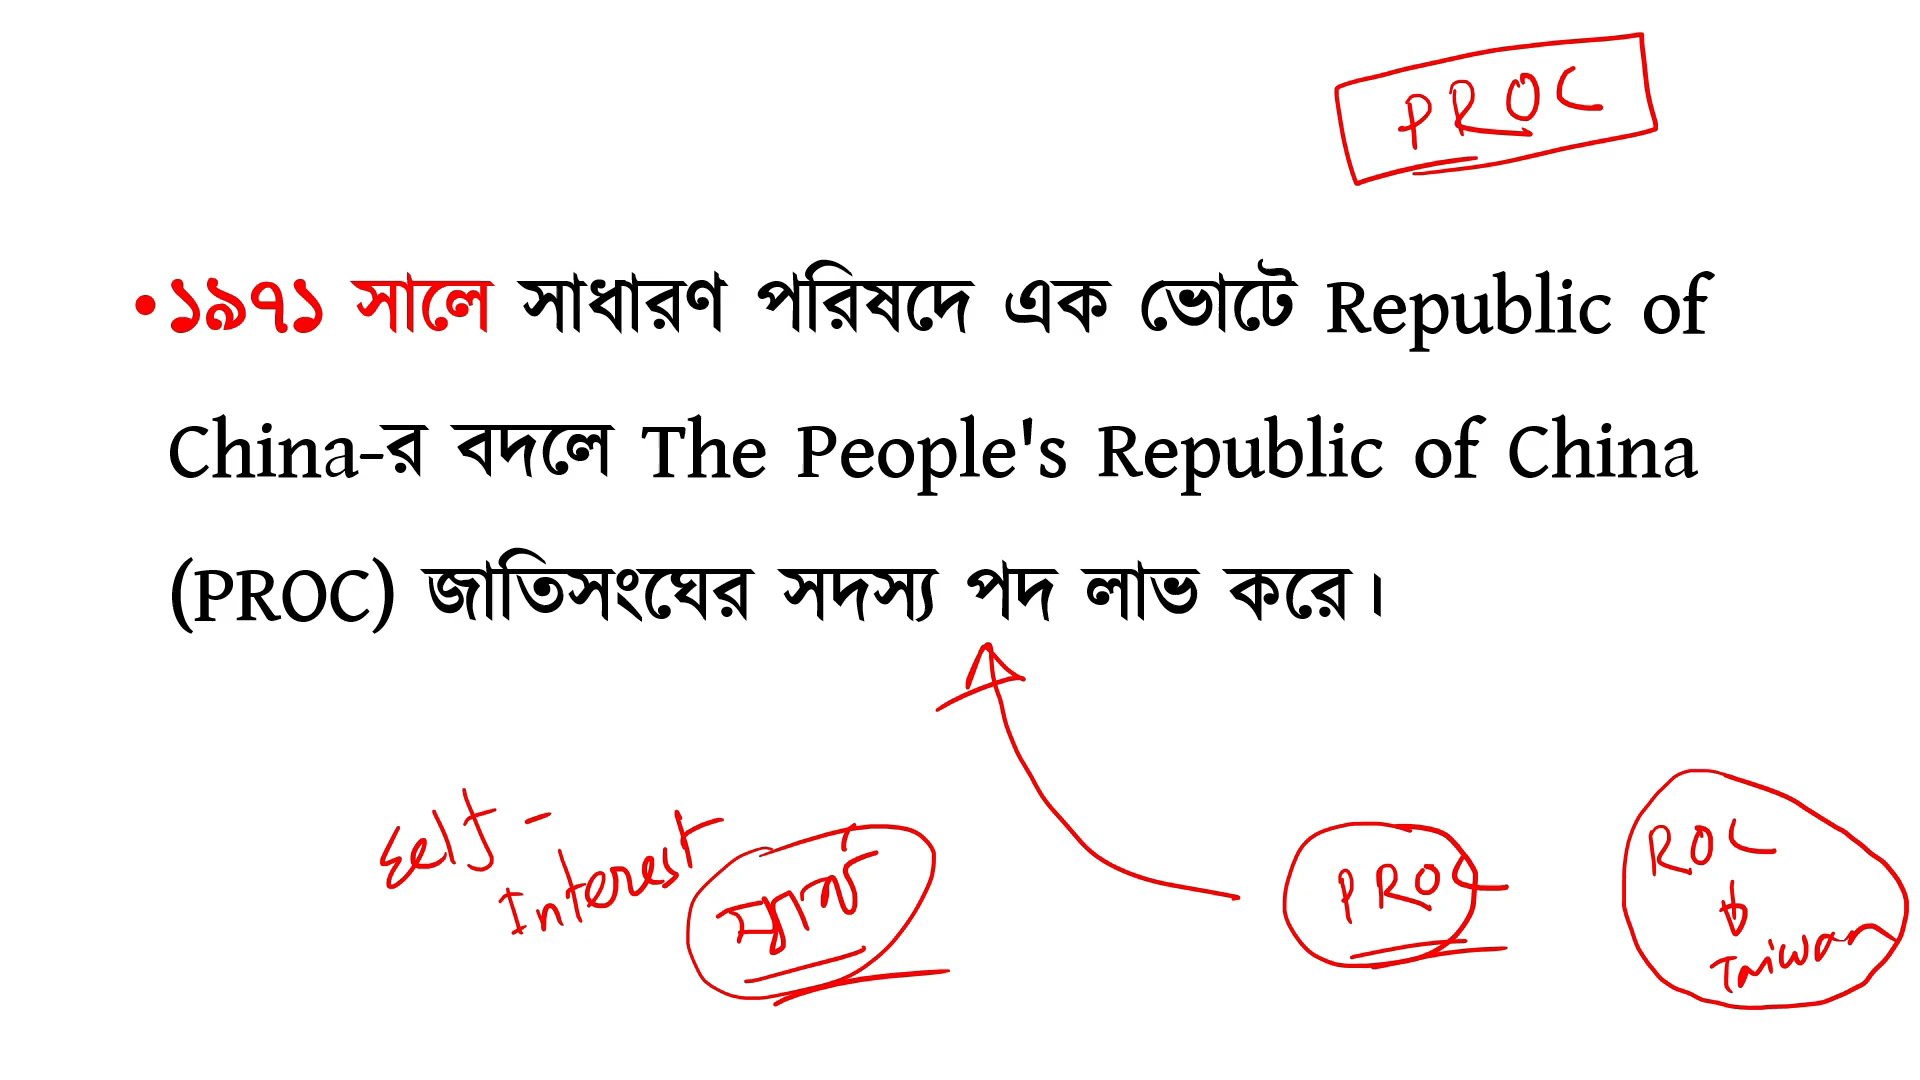 PROC
•১৯৭১ সালে সাধারণ পরিষদে এক ভোটে Republic of
China-র বদলে The People's Republic of China
(PROC) জাতিসংঘের সদস্য পদ লাভ করে।
Self-
Interest
স্বার্থ
PROC
ROC
Taiwan